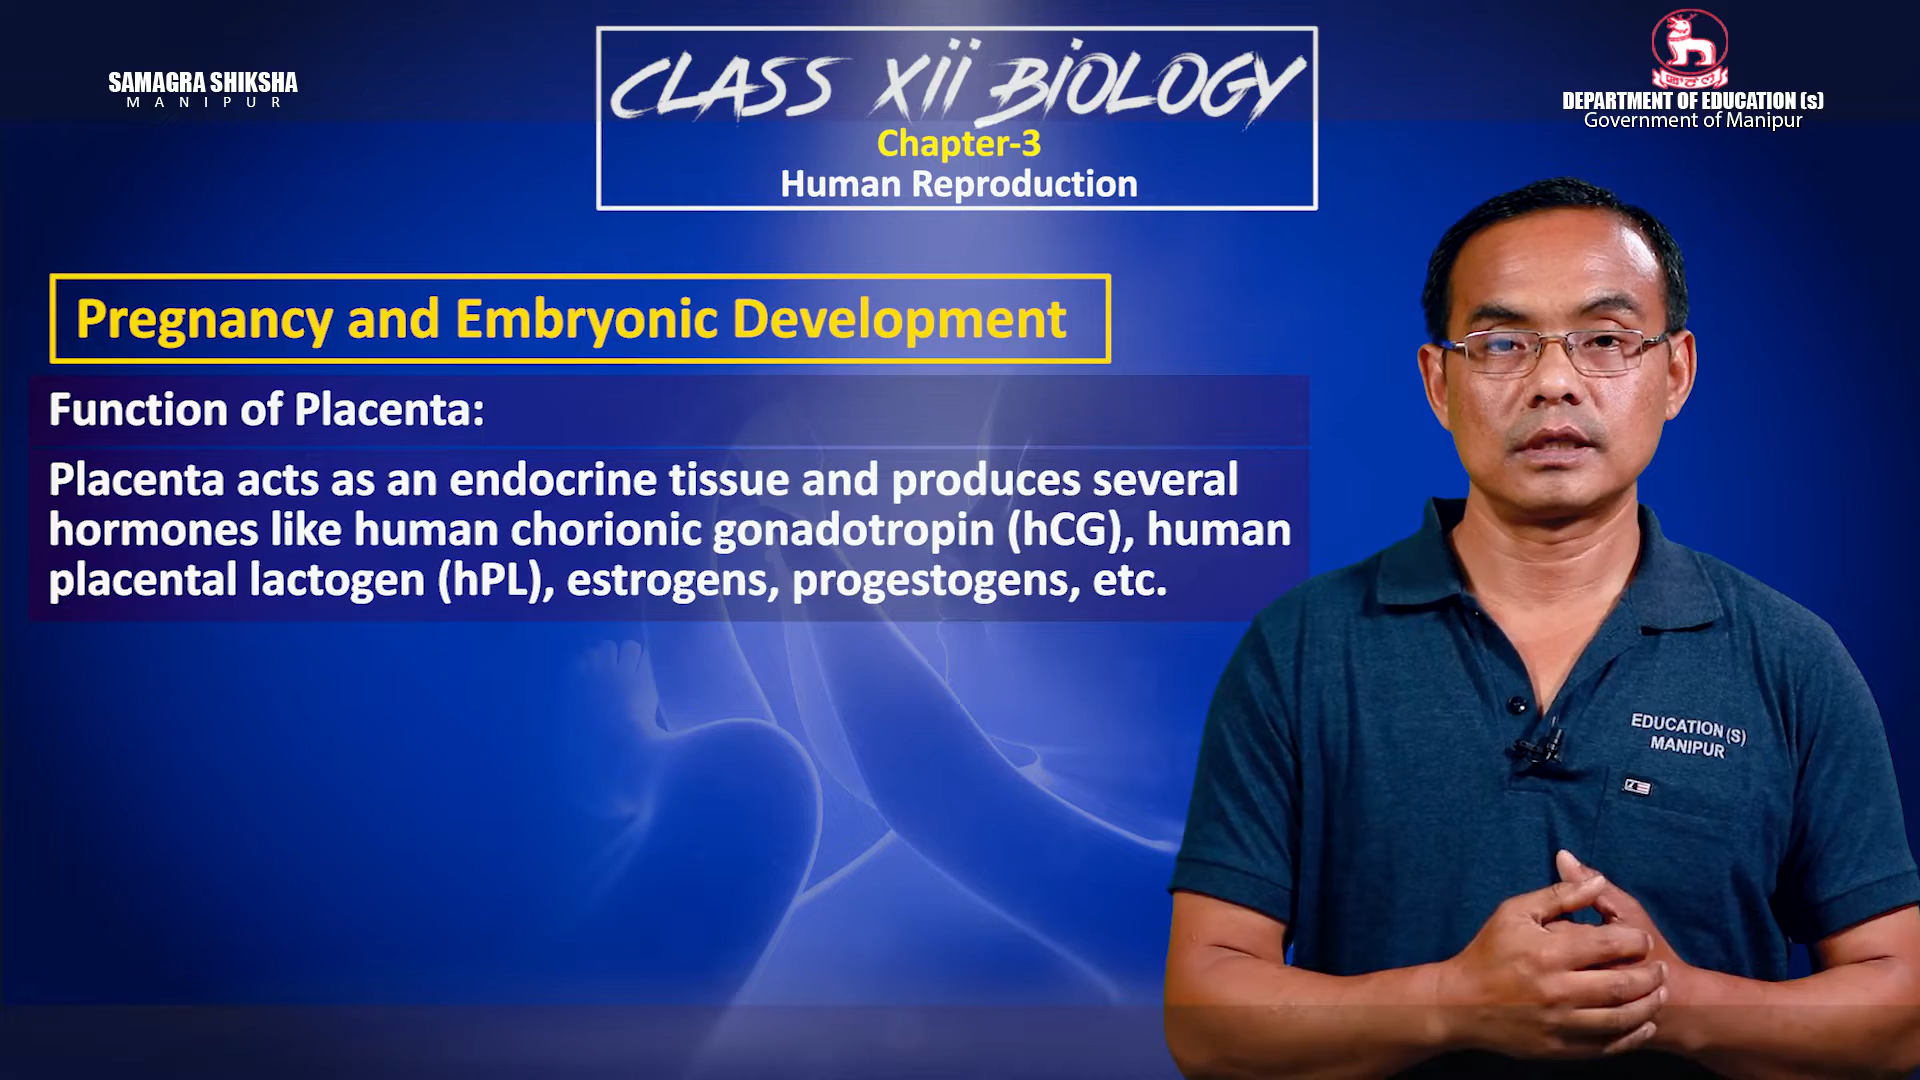 SAMAGRA SHIKSHA
MANIPUR
CLASS XII BIOLOGY
Chapter-3
Human Reproduction
DEPARTMENT OF EDUCATION (s)
Government of Manipur
Pregnancy and Embryonic Development
Function of Placenta:
Placenta acts as an endocrine tissue and produces several
hormones like human chorionic gonadotropin (hCG), human
placental lactogen (hPL), estrogens, progestogens, etc.
EDUCATION (S)
MANIPUR